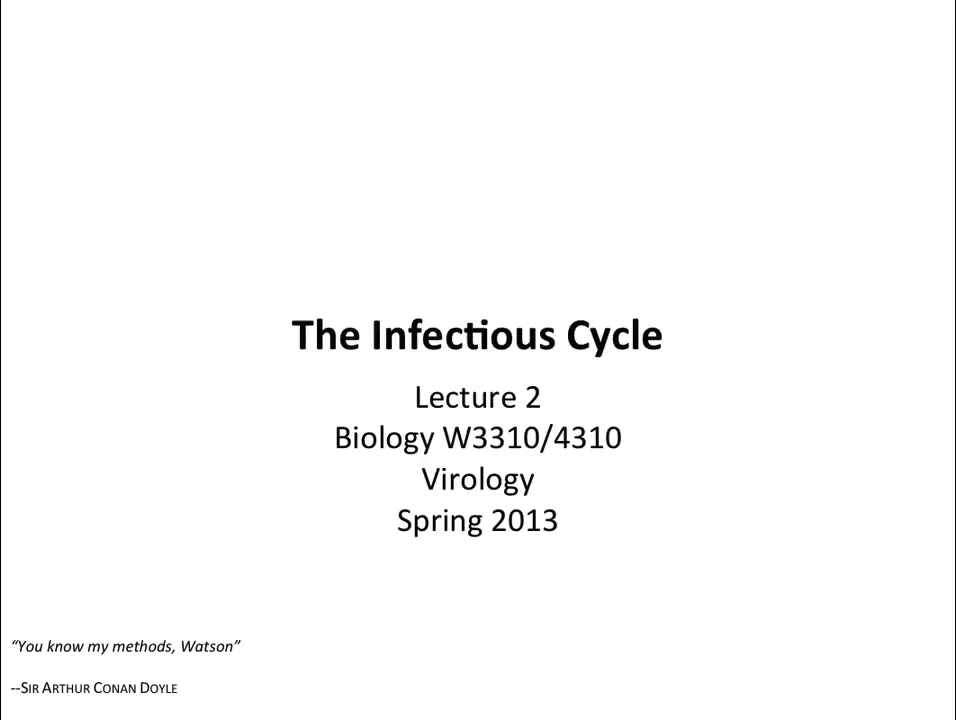 The Infectious Cycle
Lecture 2
Biology W3310/4310
Virology
Spring 2013
“You know my methods, Watson”
--SIR ARTHUR CONAN DOYLE